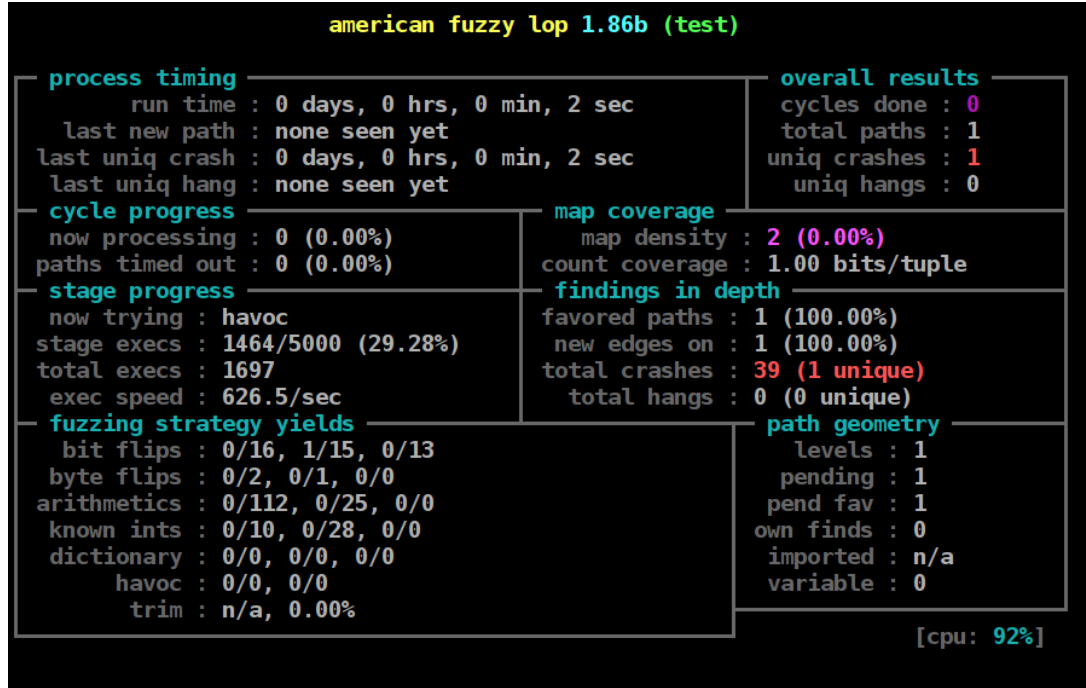 american fuzzy lop 1.86b (test)
process timing overall results
run time : 0 days, 0 hrs, 0 min, 2 sec cycles done : 0
last new path : none seen yet total paths : 1
last uniq crash : 0 days, 0 hrs, 0 min, 2 sec uniq crashes : 1
last uniq hang : none seen yet uniq hangs : 0
cycle progress map coverage
now processing : 0 (0.00%) map density : 2 (0.00%)
paths timed out : 0 (0.00%) count coverage : 1.00 bits/tuple
stage progress findings in depth
now trying : havoc favored paths : 1 (100.00%)
stage execs : 1464/5000 (29.28%) new edges on : 1 (100.00%)
total execs : 1697 total crashes : 39 (1 unique)
exec speed : 626.5/sec total hangs : 0 (0 unique)
fuzzing strategy yields path geometry
bit flips : 0/16, 1/15, 0/13 levels : 1
byte flips : 0/2, 0/1, 0/0 pending : 1
arithmetics : 0/112, 0/25, 0/0 pend fav : 1
known ints : 0/10, 0/28, 0/0 own finds : 0
dictionary : 0/0, 0/0, 0/0 imported : n/a
havoc : 0/0, 0/0 variable : 0
trim : n/a, 0.00%
[cpu: 92%]